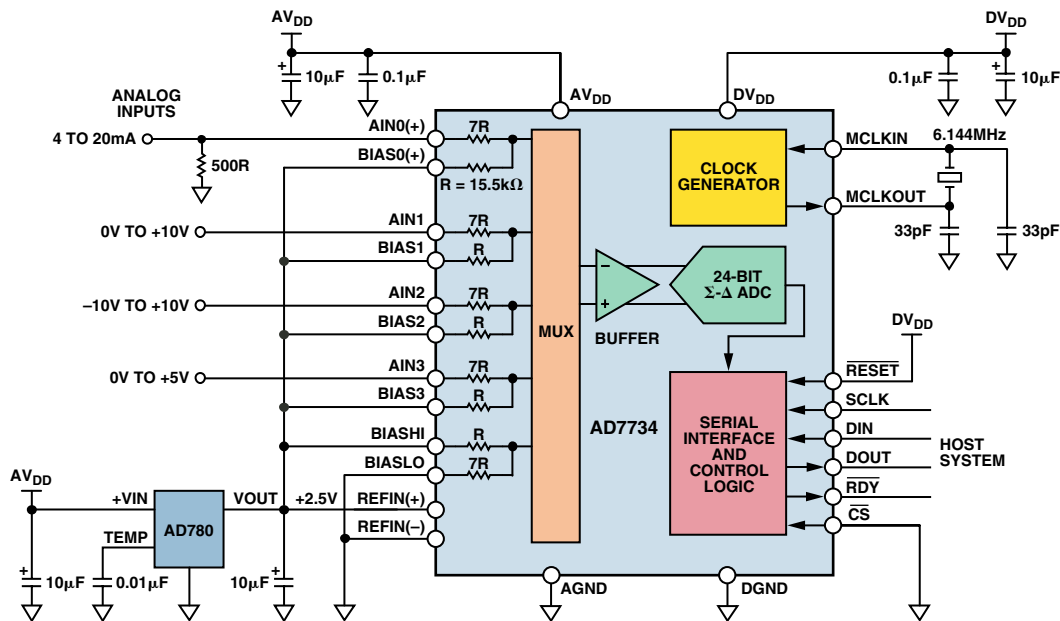 AVDD
DVDD
10µF
0.1µF
0.1µF
10µF
ANALOG
INPUTS
AVDD
DVDD
4 TO 20mA
500R
AIN0(+)
7R
BIAS0(+)
R = 15.5kΩ
0V TO +10V
AIN1
7R
BIAS1
R
–10V TO +10V
AIN2
7R
BIAS2
R
0V TO +5V
AIN3
7R
BIAS3
R
BIASHI
R
BIASLO
7R
REFIN(+)
REFIN(–)
MUX
–
+
BUFFER
24-BIT
Σ-Δ ADC
CLOCK
GENERATOR
MCLKIN
6.144MHz
MCLKOUT
33pF
33pF
AD7734
SERIAL
INTERFACE
AND
CONTROL
LOGIC
DVDD
RESET
SCLK
DIN
DOUT
RDY
CS
HOST
SYSTEM
AVDD
+VIN
VOUT
+2.5V
AD780
TEMP
+
10µF
0.01µF
10µF
+
AGND
DGND